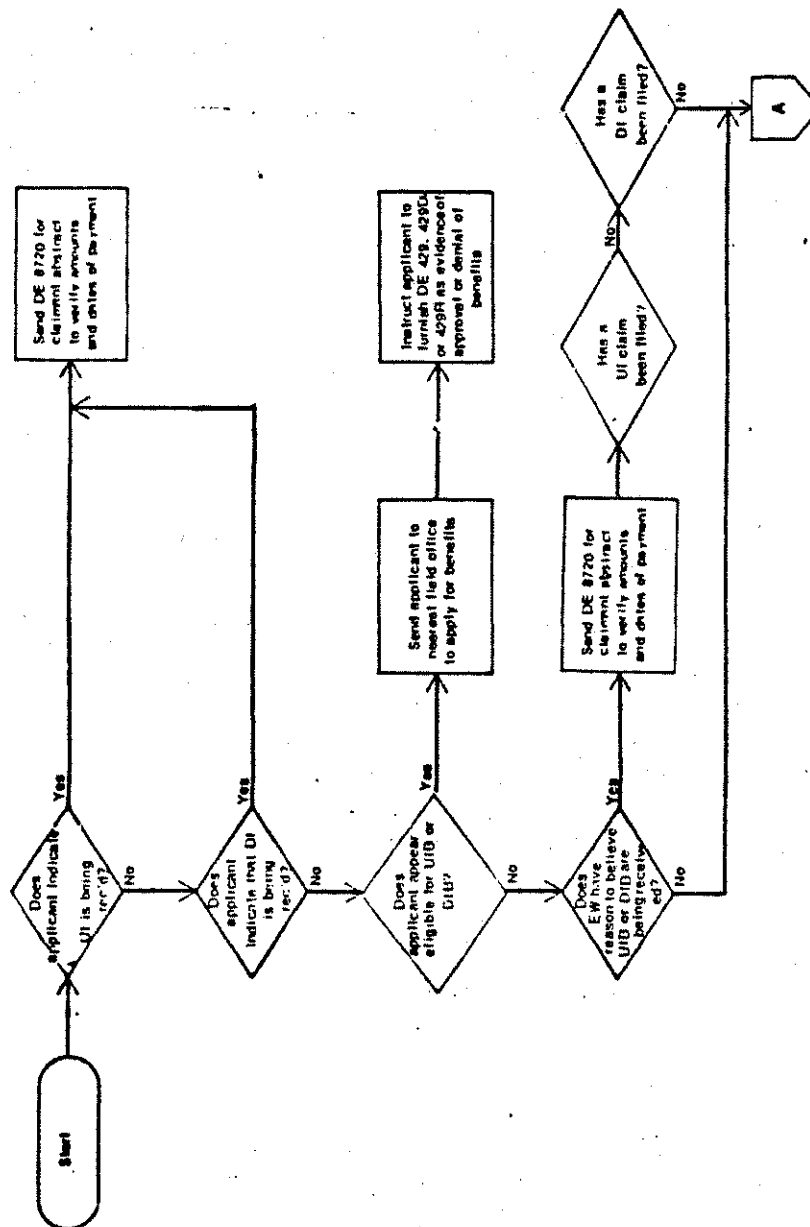 Start
Does
applicant indicate
UI is being
rec'd?
Yes
No
Send DE 8720 for
claimant abstract
to verify amounts
and dates of payment
Does
applicant
indicate that DI
is being
rec'd?
Yes
No
Does
applicant appear
eligible for UIB or
DIB?
Yes
No
Send applicant to
nearest field office
to apply for benefits
Instruct applicant to
furnish DE 429, 429D,
or 429R as evidence of
approval or denial of
benefits
Does
EW have
reason to believe
UIB or DIB are
being receiv-
ed?
Yes
No
Send DE 8720 for
claimant abstract
to verify amounts
and dates of payment
Has a
UI claim
been filed?
No
Has a
DI claim
been filed?
No
A